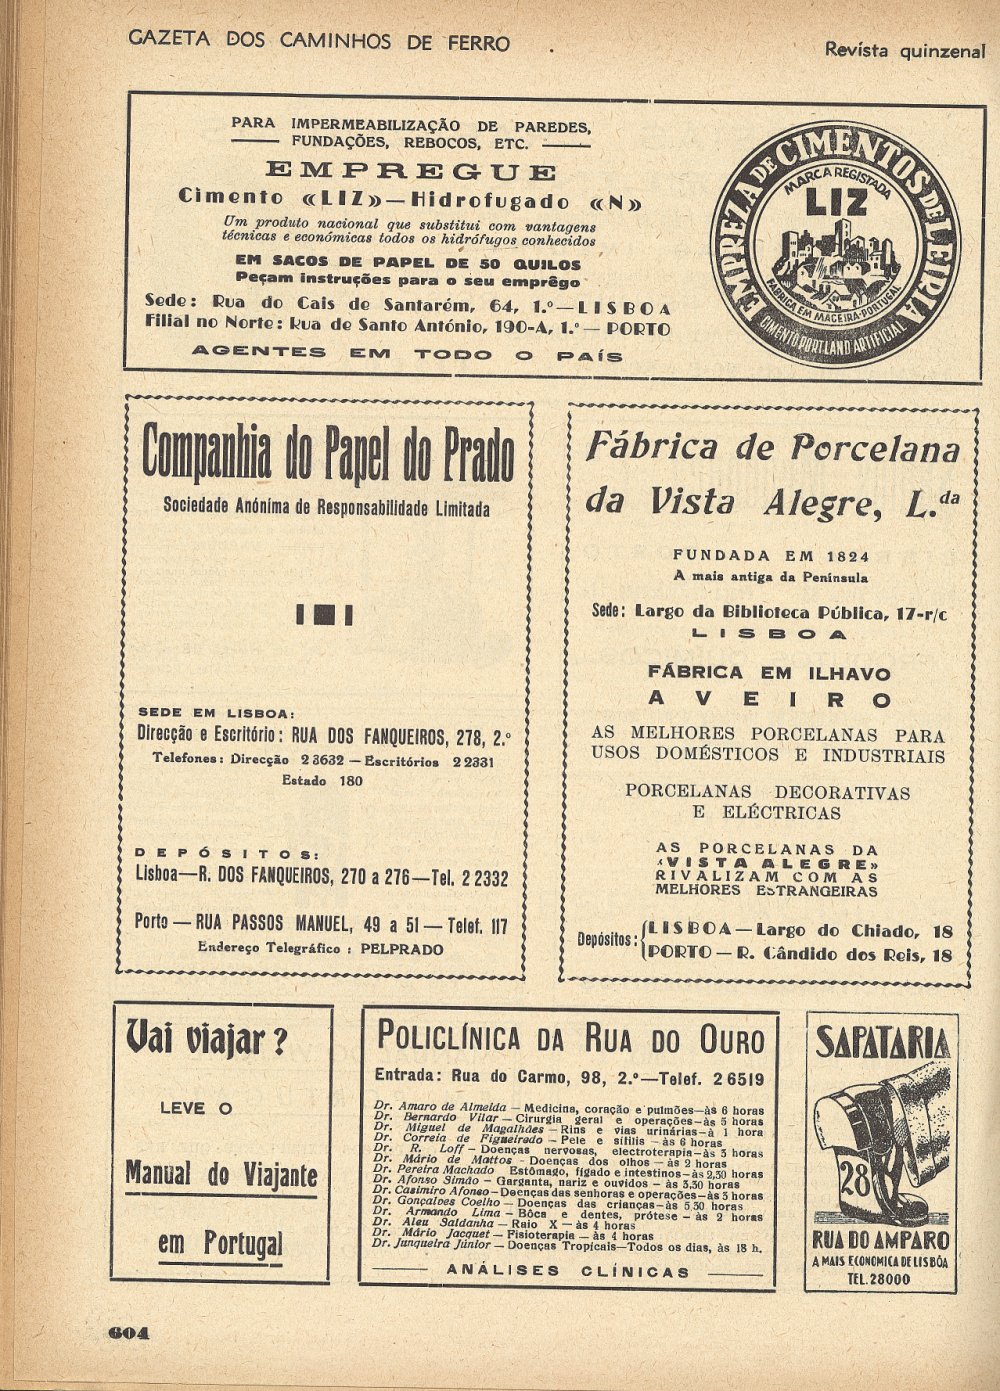 GAZETA DOS CAMINHOS DE FERRO
Revista quinzenal
PARA IMPERMEABILIZAÇÃO DE PAREDES,
FUNDAÇÕES, REBOCOS, ETC.
EMPREGUE
Cimento «LIZ»—Hidrofugado «N»
Um produto nacional que substitui com vantagens
técnicas e económicas todos os hidrófugos conhecidos
EM SACOS DE PAPEL DE 50 QUILOS
Peçam instruções para o seu emprêgo
Sede: Rua do Cais de Santarém, 64, 1.º—LISBOA
Filial no Norte: Rua de Santo António, 190-A, 1.º — PORTO
AGENTES EM TODO O PAÍS
EMPREZA DE CIMENTOS DE LEIRIA
MARCA REGISTADA
LIZ
FABRICA EM MACEIRA-PORTUGAL
CIMENTO PORTLAND ARTIFICIAL
Companhia do Papel do Prado
Sociedade Anónima de Responsabilidade Limitada
SEDE EM LISBOA:
Direcção e Escritório: RUA DOS FANQUEIROS, 278, 2.º
Telefones: Direcção 2 3632 — Escritórios 2 2331
Estado 180
DEPÓSITOS:
Lisboa—R. DOS FANQUEIROS, 270 a 276—Tel. 2 2332
Porto — RUA PASSOS MANUEL, 49 a 51 — Telef. 117
Endereço Telegráfico : PELPRADO
Fábrica de Porcelana
da Vista Alegre, L.da
FUNDADA EM 1824
A mais antiga da Península
Sede: Largo da Biblioteca Pública, 17-r/c
LISBOA
FÁBRICA EM ILHAVO
AVEIRO
AS MELHORES PORCELANAS PARA
USOS DOMÉSTICOS E INDUSTRIAIS
PORCELANAS DECORATIVAS
E ELÉCTRICAS
AS PORCELANAS DA
«VISTA ALEGRE»
RIVALIZAM COM AS
MELHORES ESTRANGEIRAS
Depósitos: LISBOA — Largo do Chiado, 18
PORTO — R. Cândido dos Reis, 18
Vai viajar?
LEVE O
Manual do Viajante
em Portugal
POLICLÍNICA DA RUA DO OURO
Entrada: Rua do Carmo, 98, 2.º—Telef. 2 6519
Dr. Amaro de Almeida — Medicina, coração e pulmões—às 6 horas
Dr. Bernardo Vilar — Cirurgia geral e operações—às 5 horas
Dr. Miguel de Magalhães — Rins e vias urinárias—à 1 hora
Dr. Correia de Figueiredo — Pele e sífilis — às 6 horas
Dr. R. Loff — Doenças nervosas, electroterapia—às 3 horas
Dr. Mário de Mattos - Doenças dos olhos — às 2 horas
Dr. Pereira Machado Estômago, fígado e intestinos—às 2,30 horas
Dr. Afonso Simão — Garganta, nariz e ouvidos — às 3,30 horas
Dr. Casimiro Afonso—Doenças das senhoras e operações—às 3 horas
Dr. Gonçalves Coelho — Doenças das crianças—às 5 30 horas
Dr. Armando Lima — Bôca e dentes, prótese — às 2 horas
Dr. Aleu Saldanha — Raio X — às 4 horas
Dr. Mário Jacquet — Fisioterapia — às 4 horas
Dr. Junqueira Júnior — Doenças Tropicais—Todos os dias, às 18 h.
ANÁLISES CLÍNICAS
SAPATARIA
28
RUA DO AMPARO
A MAIS ECONOMICA DE LISBÔA
TEL. 28000
604